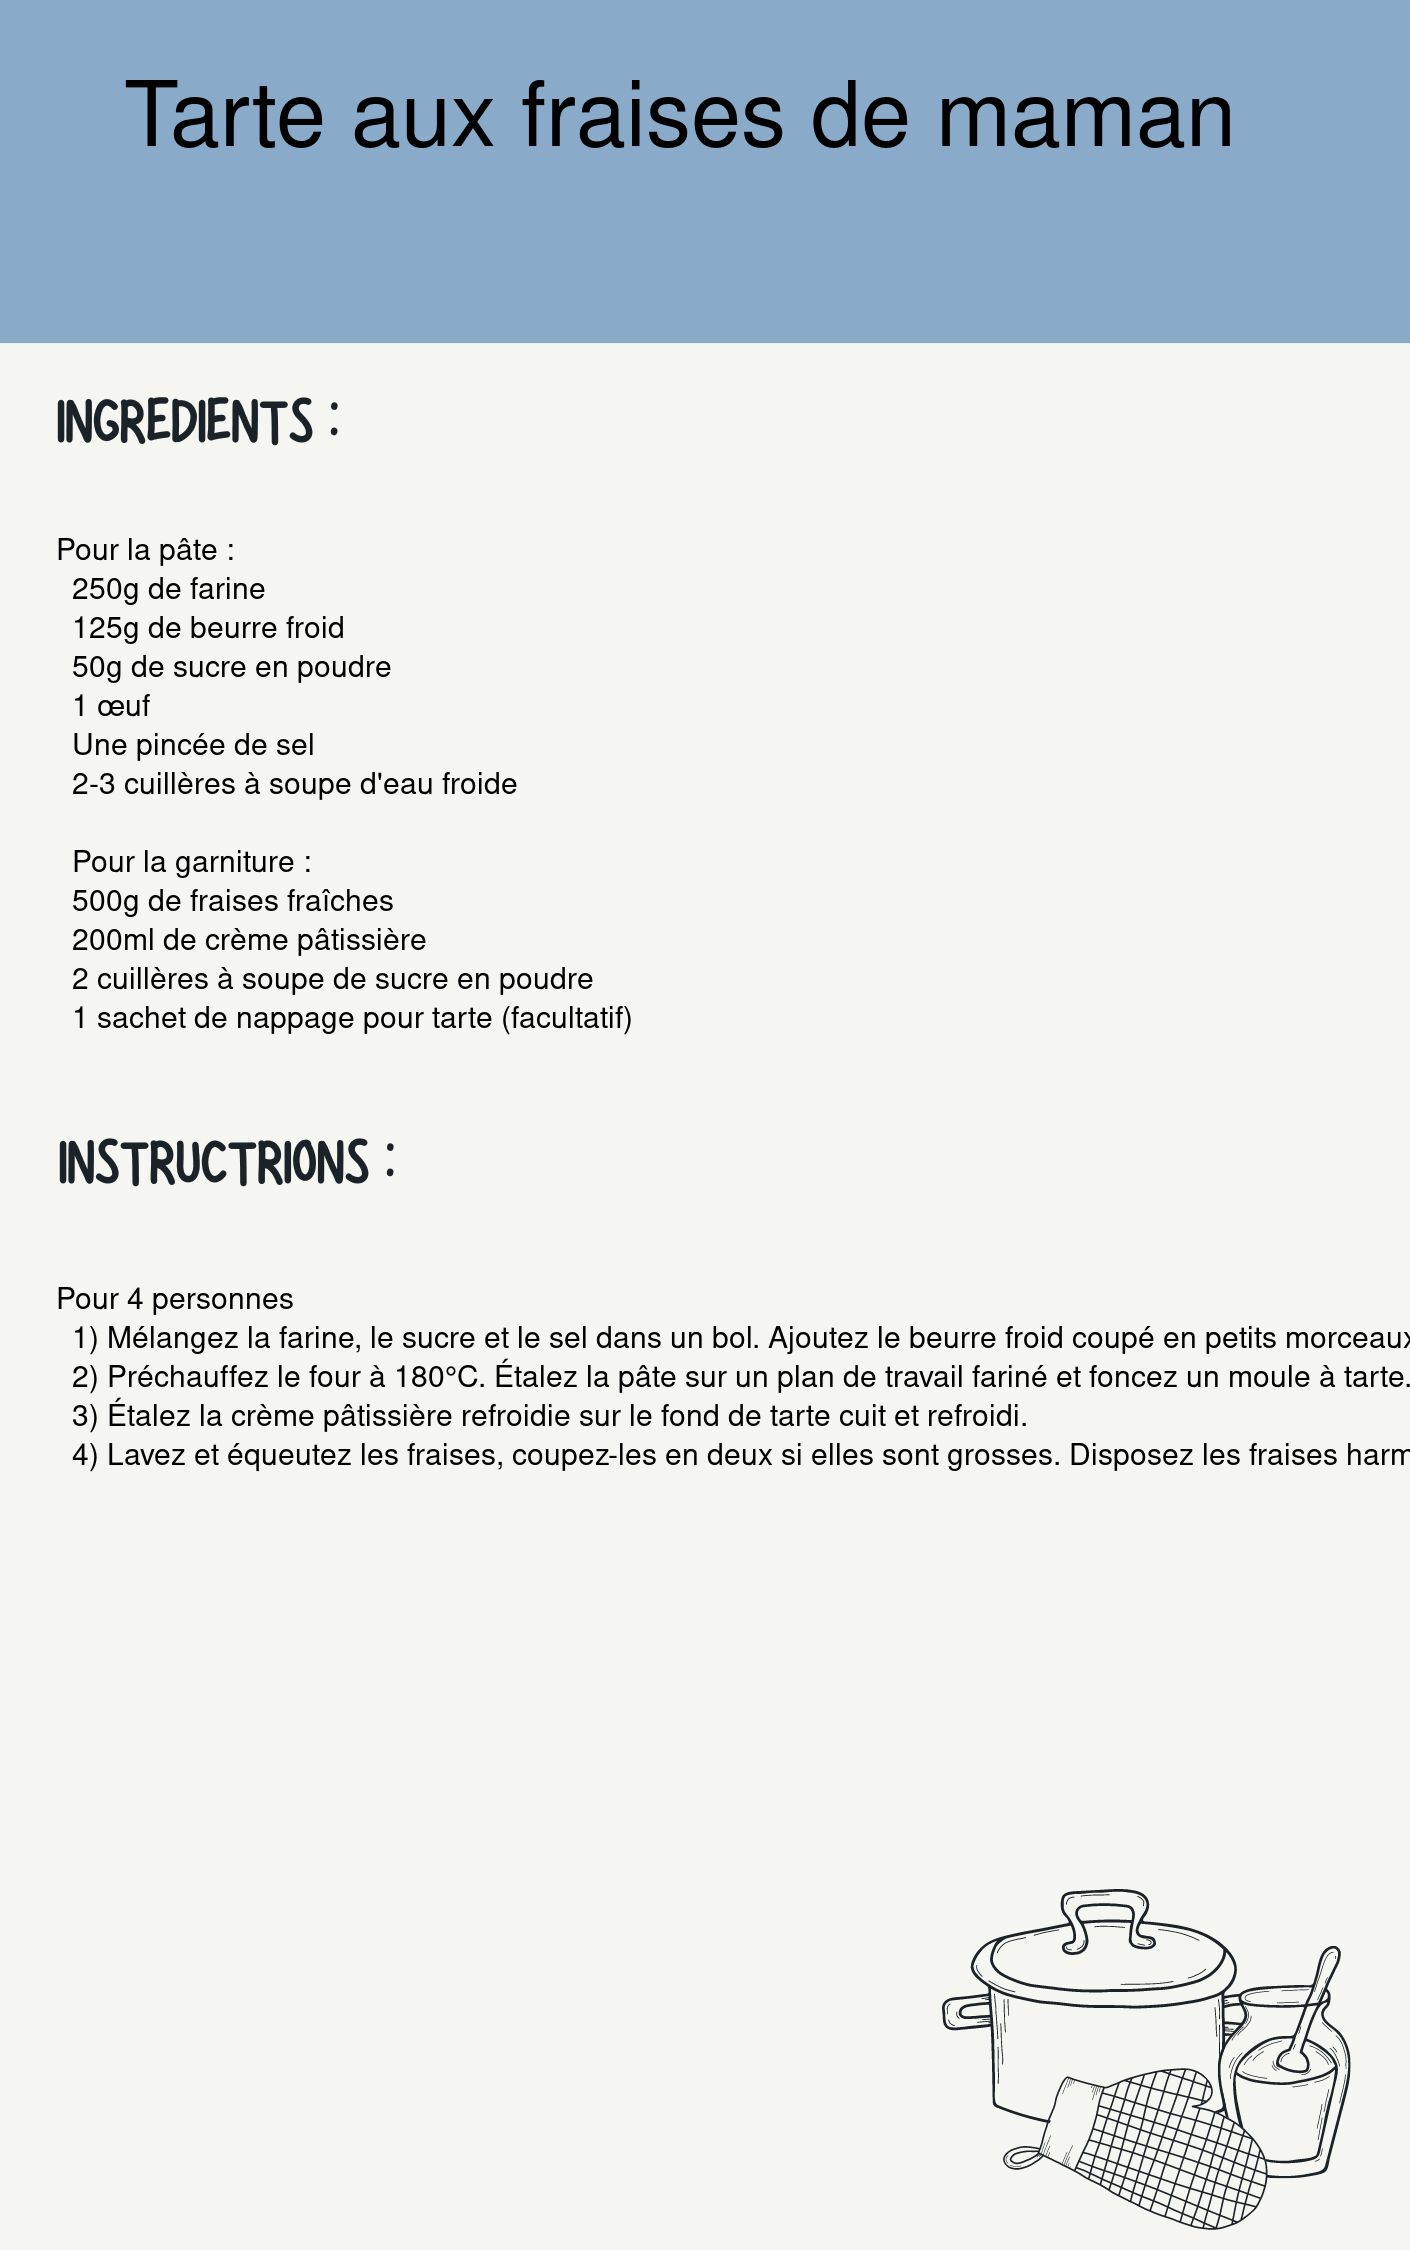 Tarte aux fraises de maman
INGREDIENTS :
Pour la pâte :
250g de farine
125g de beurre froid
50g de sucre en poudre
1 œuf
Une pincée de sel
2-3 cuillères à soupe d'eau froide
Pour la garniture :
500g de fraises fraîches
200ml de crème pâtissière
2 cuillères à soupe de sucre en poudre
1 sachet de nappage pour tarte (facultatif)
INSTRUCTRIONS :
Pour 4 personnes
1) Mélangez la farine, le sucre et le sel dans un bol. Ajoutez le beurre froid coupé en petits morceaux
2) Préchauffez le four à 180°C. Étalez la pâte sur un plan de travail fariné et foncez un moule à tarte.
3) Étalez la crème pâtissière refroidie sur le fond de tarte cuit et refroidi.
4) Lavez et équeutez les fraises, coupez-les en deux si elles sont grosses. Disposez les fraises